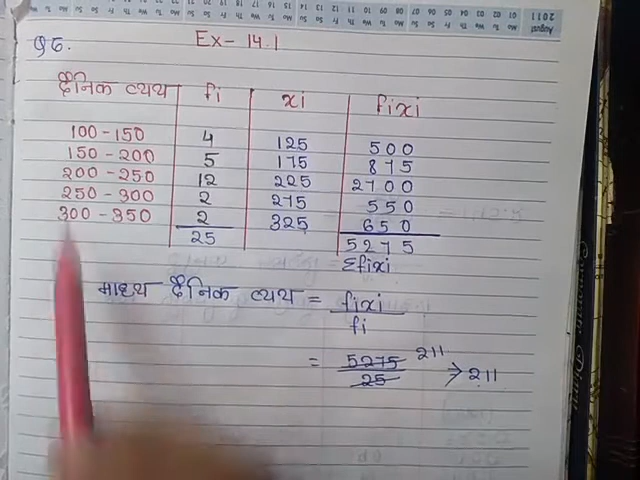 Ex- 14.1
Q6.
दैनिक व्यय fi xi fixi
100-150 4 125 500
150-200 5 175 875
200-250 12 225 2700
250-300 2 275 550
300-350 2 325 650
25 5275
Σfixi
माध्य दैनिक व्यय = fixi
fi
= 5275 211
25 → 211